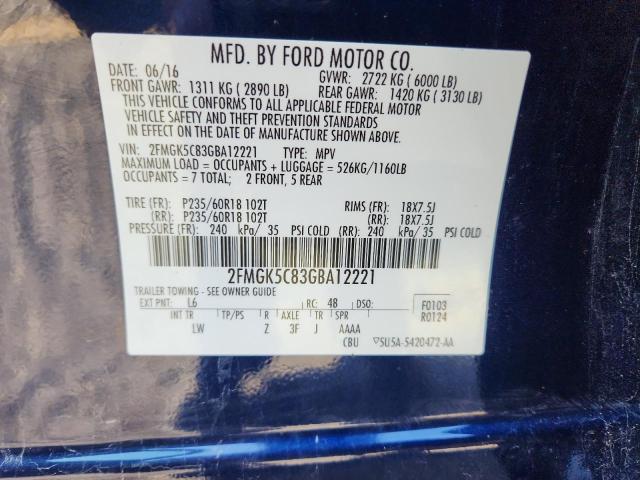 MFD. BY FORD MOTOR CO.
DATE: 06/16 GVWR: 2722 KG ( 6000 LB)
FRONT GAWR: 1311 KG ( 2890 LB) REAR GAWR: 1420 KG ( 3130 LB)
THIS VEHICLE CONFORMS TO ALL APPLICABLE FEDERAL MOTOR
VEHICLE SAFETY AND THEFT PREVENTION STANDARDS
IN EFFECT ON THE DATE OF MANUFACTURE SHOWN ABOVE.
VIN: 2FMGK5C83GBA12221 TYPE: MPV
MAXIMUM LOAD = OCCUPANTS + LUGGAGE = 526KG/1160LB
OCCUPANTS = 7 TOTAL; 2 FRONT, 5 REAR
TIRE (FR): P235/60R18 102T RIMS (FR): 18X7.5J
(RR): P235/60R18 102T (RR): 18X7.5J
PRESSURE (FR): 240 kPa/ 35 PSI COLD (RR): 240 kPa/ 35 PSI COLD
2FMGK5C83GBA12221
TRAILER TOWING - SEE OWNER GUIDE
EXT PNT: L6 RC: 48 DSO: F0103
INT TR TP/PS R AXLE TR SPR R0124
LW Z 3F J AAAA
CBU ▽5U5A-5420472-AA